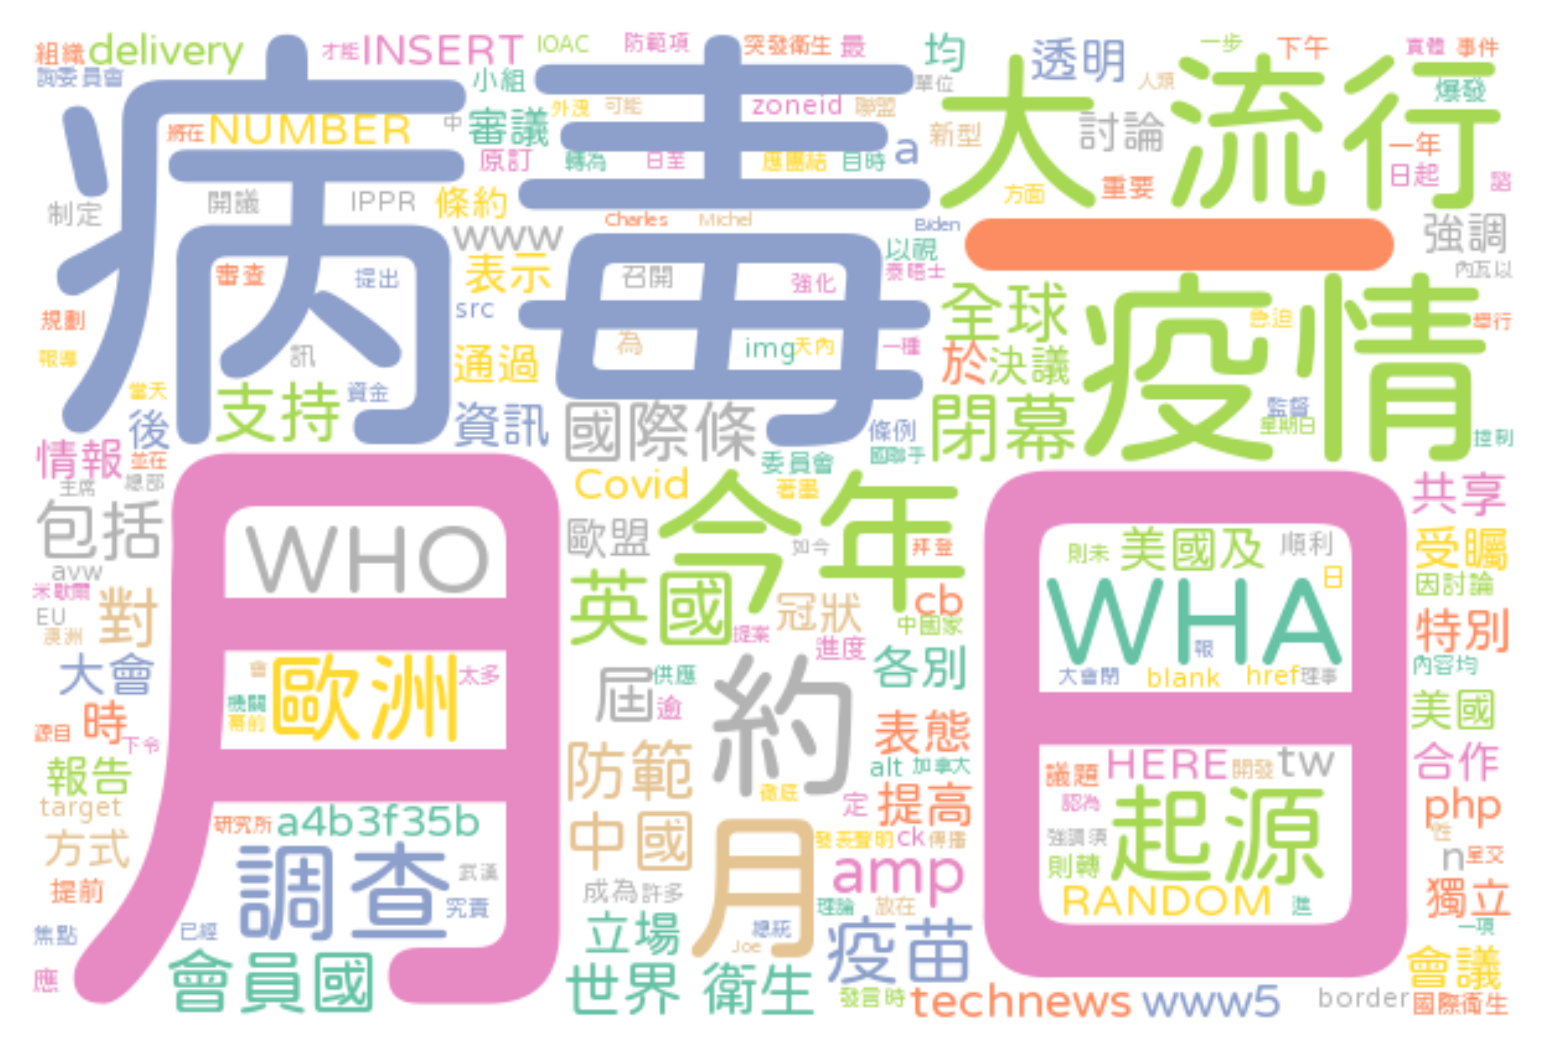 組織 delivery 才能 INSERT IOAC 防範項 突發衛生 最 均 透明 一步 下午 實體 事件
詢委員會 小組 單位 人類 爆發
病毒 大流行
將在 NUMBER 中 審議 外洩 可能 zoneid 聯盟 新型 討論 一年
原訂 轉為 日至 應團結 目時 a 方面 重要 日起 諮
制定 開議 IPPR 條約 Charles Michel Biden 強調
www 以視 一 內瓦以
審查 提出 表示 召開 強化 泰晤士
規劃 src 全球 疫情 急迫 舉行
報導 訊 通過 為 img 天內 一種 於 決議
當天 支持 資金 國際條 閉幕 監督
後 資訊 條例 星期日 控制
情報 並在 委員會 國聯手
主席 總部 Covid 著墨 共享
包括 月 WHO 歐盟 今年 如今 拜登 日 則未 美國及 順利 受矚
avw 因討論
米歇爾 英國 冠狀 cb WHA 日
EU 對 提案 中國家 特別
澳洲 進度 報
大會 會 歐洲 太多 屆 供應 各別 大會閉 blank href 理事 內容均
機關 逾 約 美國
源目 時 幕前 表態
下令 防範 alt 加拿大 議題 HERE 開發 tw 合作
報告 徹底 定 提高 認為
target 研究所 a4b3f35b php
方式 中國 月 發表聲明 ck 傳播 強調須 起源 性
調查 武漢 amp 則轉 n 呈交
提前 究責 成為 許多 理論 放在 RANDOM 進 獨立
焦點 已經 立場 總統 疫苗 一項
Joe
應 會員國 世界 衛生 會議
發言時 technews www5 border 國際衛生